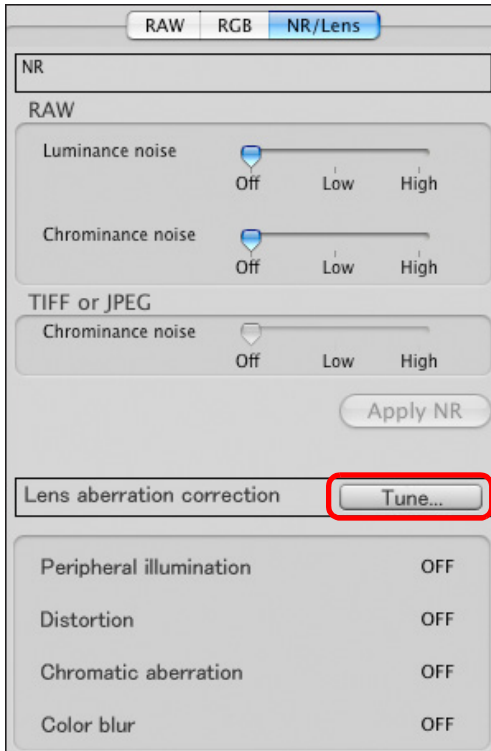 RAW RGB NR/Lens
NR
RAW
Luminance noise
Off Low High
Chrominance noise
Off Low High
TIFF or JPEG
Chrominance noise
Off Low High
Apply NR
Lens aberration correction Tune...
Peripheral illumination OFF
Distortion OFF
Chromatic aberration OFF
Color blur OFF